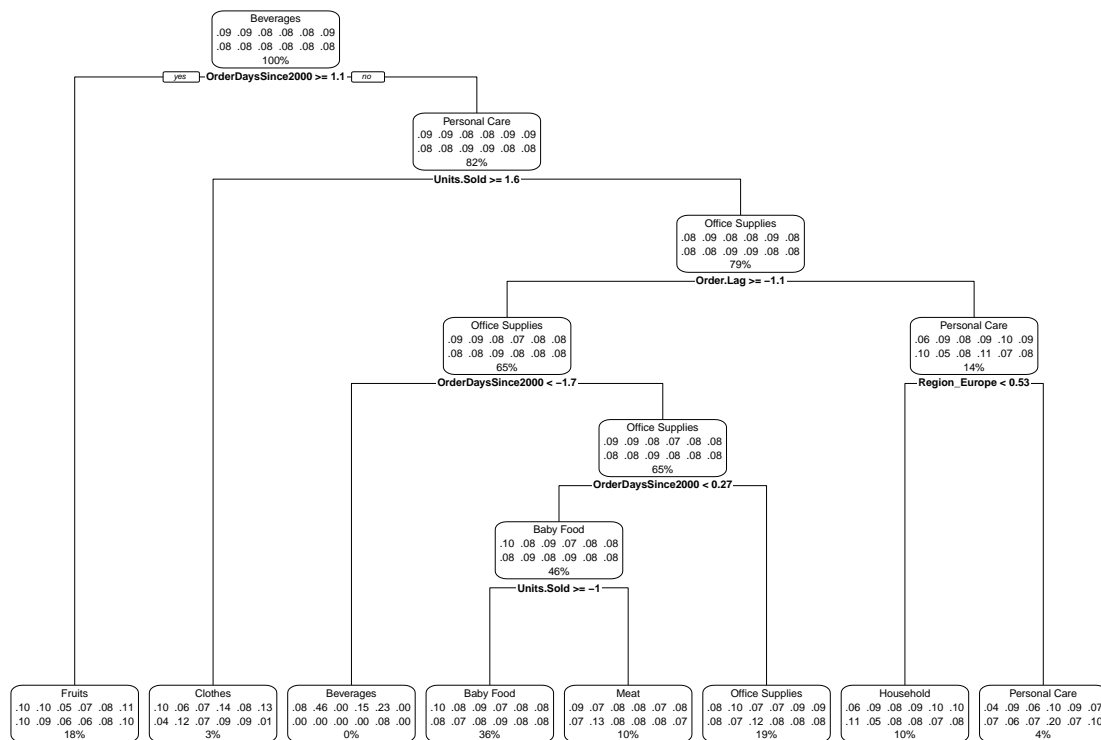 Beverages
.09 .09 .08 .08 .08 .09
.08 .08 .08 .08 .08 .08
100%
yes OrderDaysSince2000 >= 1.1 no
Personal Care
.09 .09 .08 .08 .09 .09
.08 .08 .09 .09 .08 .08
82%
Units.Sold >= 1.6
Office Supplies
.08 .09 .08 .08 .09 .08
.08 .08 .09 .09 .08 .08
79%
Order.Lag >= −1.1
Office Supplies
.09 .09 .08 .07 .08 .08
.08 .08 .09 .08 .08 .08
65%
OrderDaysSince2000 < −1.7
Personal Care
.06 .09 .08 .09 .10 .09
.10 .05 .08 .11 .07 .08
14%
Region_Europe < 0.53
Office Supplies
.09 .09 .08 .07 .08 .08
.08 .08 .09 .08 .08 .08
65%
OrderDaysSince2000 < 0.27
Baby Food
.10 .08 .09 .07 .08 .08
.08 .09 .08 .09 .08 .08
46%
Units.Sold >= −1
Fruits
.10 .10 .05 .07 .08 .11
.10 .09 .06 .06 .08 .10
18%
Clothes
.10 .06 .07 .14 .08 .13
.04 .12 .07 .09 .09 .01
3%
Beverages
.08 .46 .00 .15 .23 .00
.00 .00 .00 .00 .08 .00
0%
Baby Food
.10 .08 .09 .07 .08 .08
.08 .07 .08 .09 .08 .08
36%
Meat
.09 .07 .08 .08 .07 .08
.07 .13 .08 .08 .08 .07
10%
Office Supplies
.08 .10 .07 .07 .09 .09
.08 .07 .12 .08 .08 .08
19%
Household
.06 .09 .08 .09 .10 .10
.11 .05 .08 .08 .07 .08
10%
Personal Care
.04 .09 .06 .10 .09 .07
.07 .06 .07 .20 .07 .10
4%